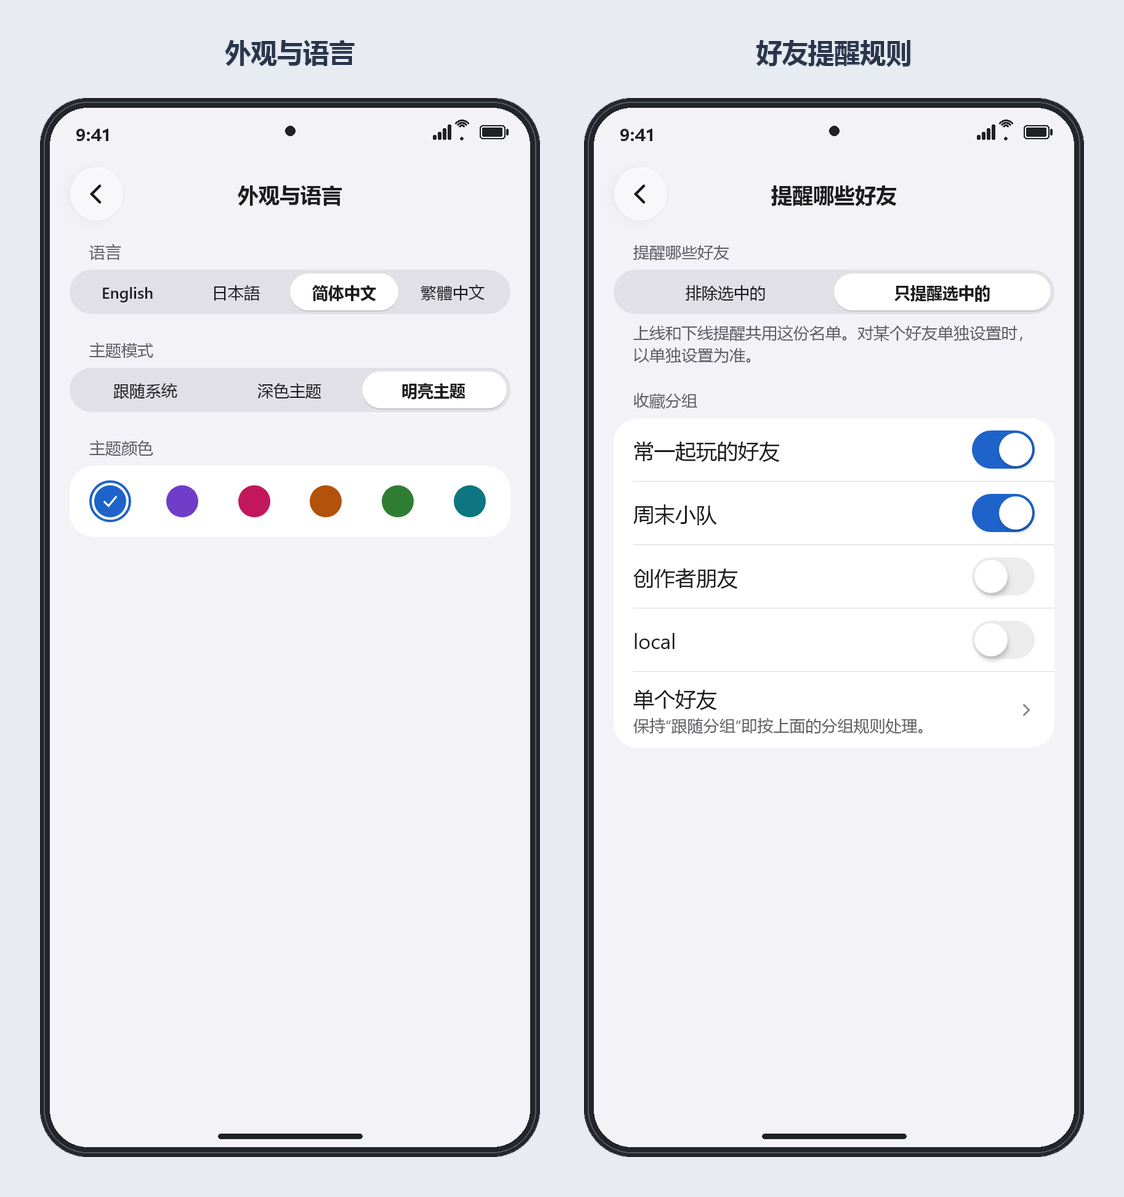 外观与语言
9:41
外观与语言
语言
English 日本語 简体中文 繁體中文
主题模式
跟随系统 深色主题 明亮主题
主题颜色
好友提醒规则
9:41
提醒哪些好友
提醒哪些好友
排除选中的 只提醒选中的
上线和下线提醒共用这份名单。对某个好友单独设置时，
以单独设置为准。
收藏分组
常一起玩的好友
周末小队
创作者朋友
local
单个好友
保持“跟随分组”即按上面的分组规则处理。